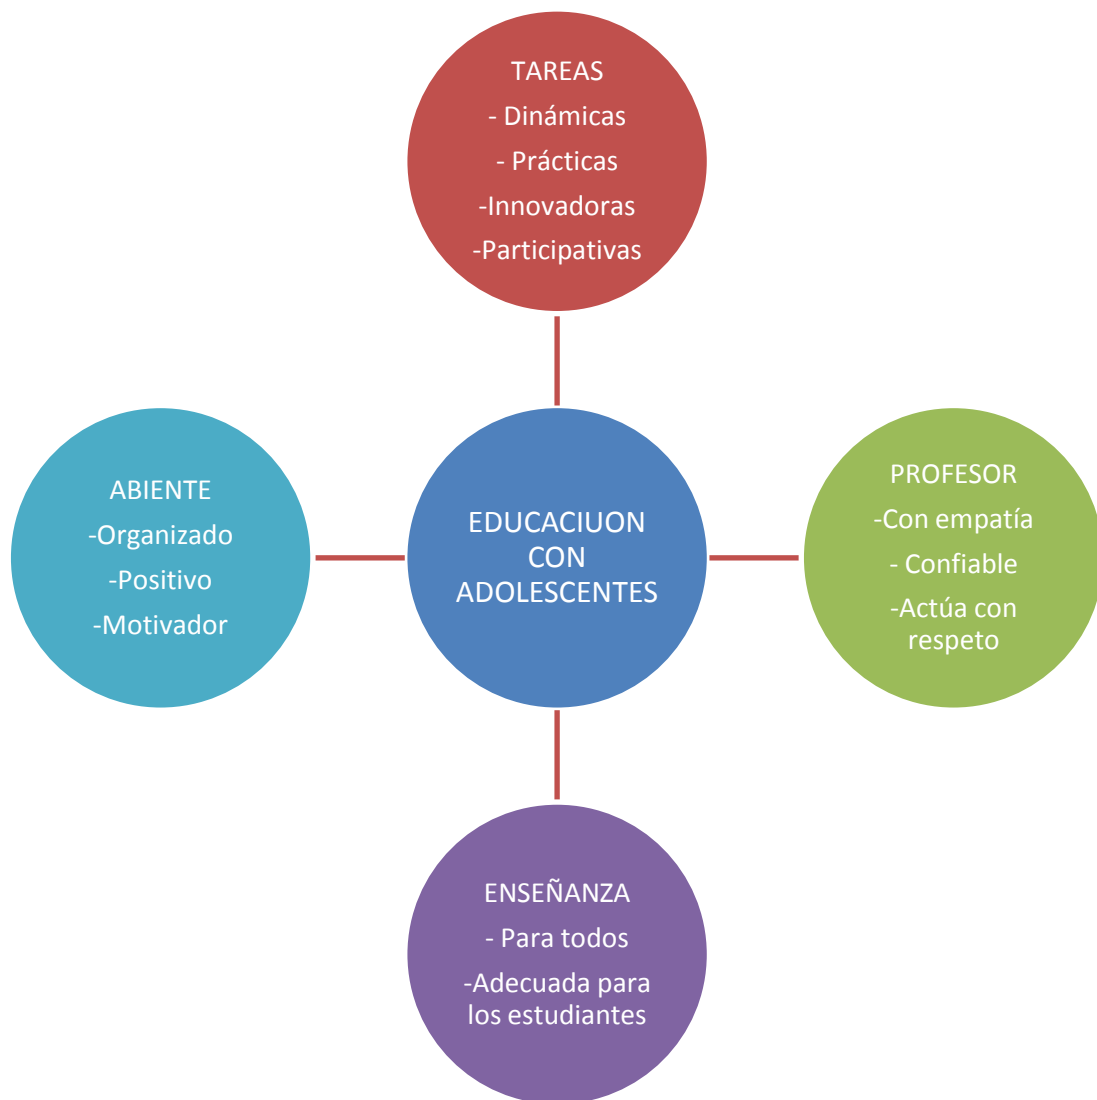 TAREAS
- Dinámicas
- Prácticas
-Innovadoras
-Participativas
ABIENTE
-Organizado
-Positivo
-Motivador
EDUCACIUON
CON
ADOLESCENTES
PROFESOR
-Con empatía
- Confiable
-Actúa con
respeto
ENSEÑANZA
- Para todos
-Adecuada para
los estudiantes